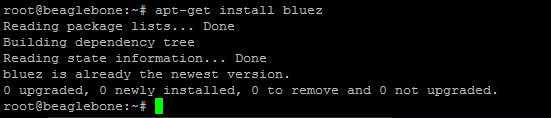 root@beaglebone:~# apt-get install bluez
Reading package lists... Done
Building dependency tree
Reading state information... Done
bluez is already the newest version.
0 upgraded, 0 newly installed, 0 to remove and 0 not upgraded.
root@beaglebone:~#